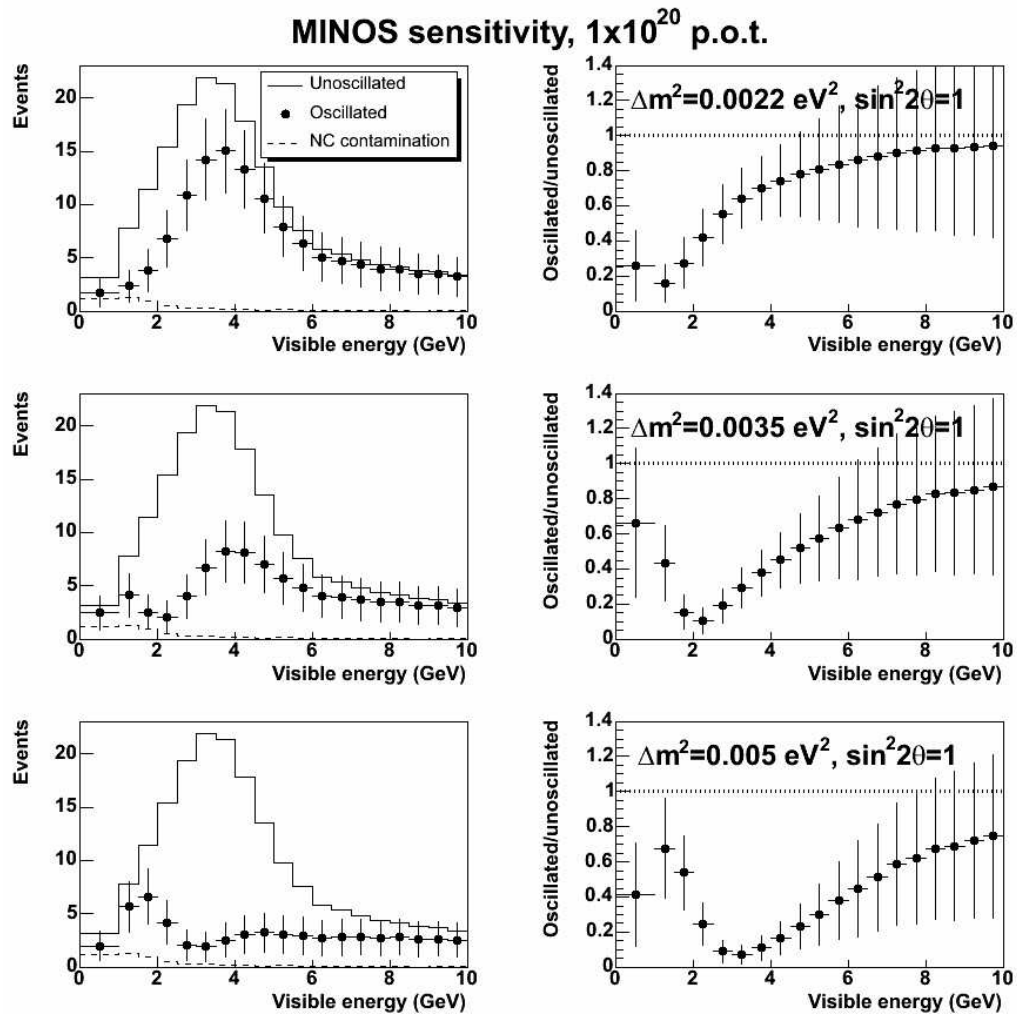 MINOS sensitivity, 1x10²⁰ p.o.t.
Events
20
15
10
5
0
0 2 4 6 8 10
Visible energy (GeV)
Unoscillated
Oscillated
NC contamination
Oscillated/unoscillated
1.4
1.2
1
0.8
0.6
0.4
0.2
0
0 2 4 6 8 10
Visible energy (GeV)
Δm²=0.0022 eV², sin²2θ=1
Events
20
15
10
5
0
0 2 4 6 8 10
Visible energy (GeV)
Oscillated/unoscillated
1.4
1.2
1
0.8
0.6
0.4
0.2
0
0 2 4 6 8 10
Visible energy (GeV)
Δm²=0.0035 eV², sin²2θ=1
Events
20
15
10
5
0
0 2 4 6 8 10
Visible energy (GeV)
Oscillated/unoscillated
1.4
1.2
1
0.8
0.6
0.4
0.2
0
0 2 4 6 8 10
Visible energy (GeV)
Δm²=0.005 eV², sin²2θ=1